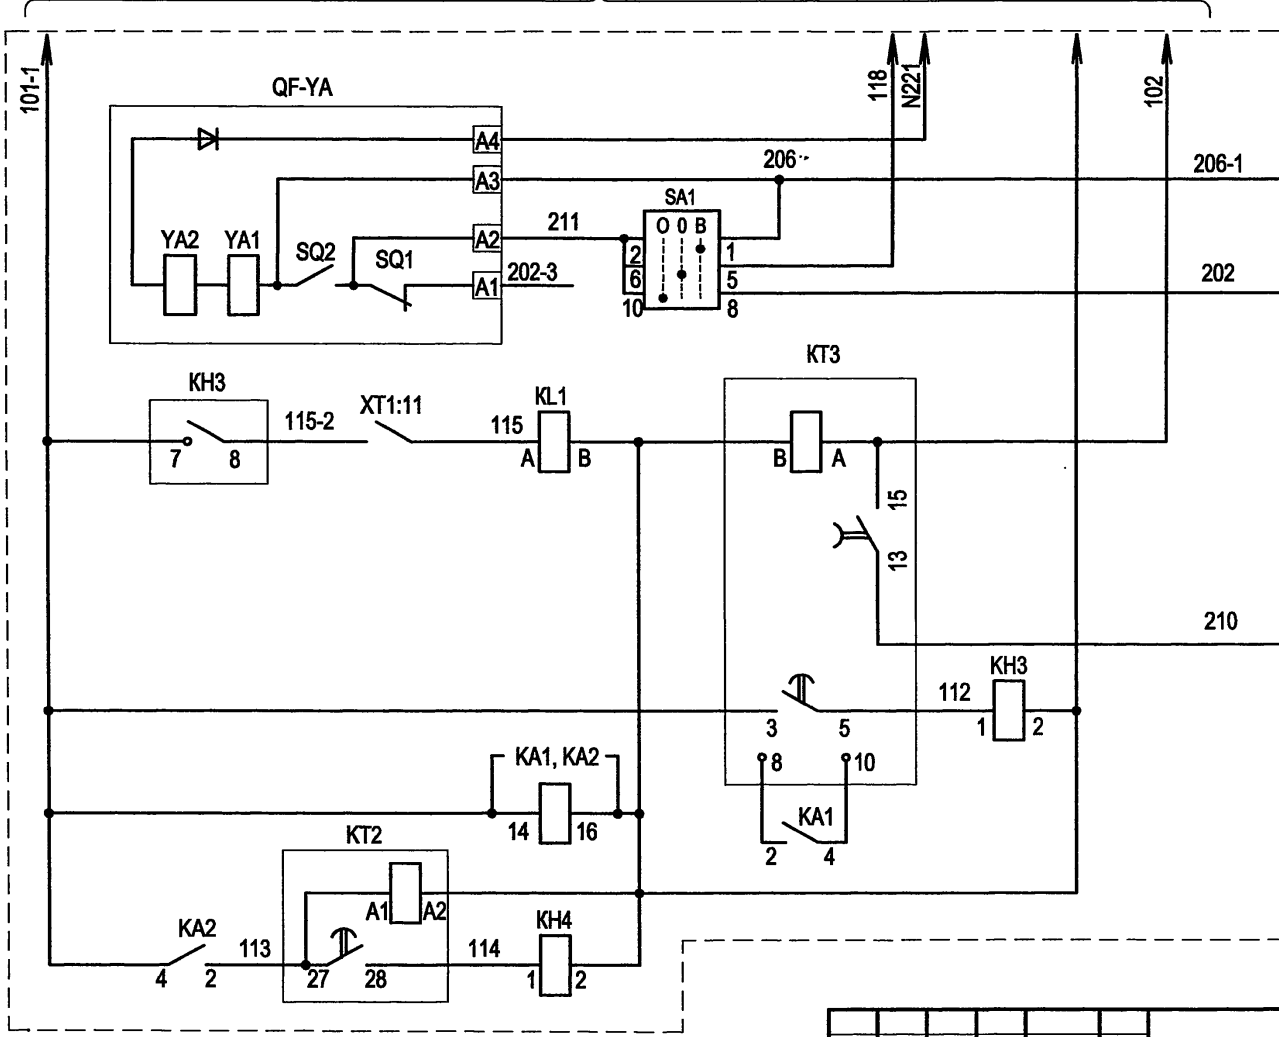 101-1
118
N221
102
QF-YA
A4
206
206-1
A3
SA1
О 0 В
211
A2
YA2
YA1
SQ2
SQ1
2
1
202-3
A1
6
5
202
10
8
KT3
KH3
XT1:11
KL1
115-2
115
7
8
A
B
B
A
15
13
210
KH3
112
3
5
1
2
8
10
KA1, KA2
14
16
KA1
2
4
KT2
A1
A2
KA2
113
114
KH4
4
2
27
28
1
2